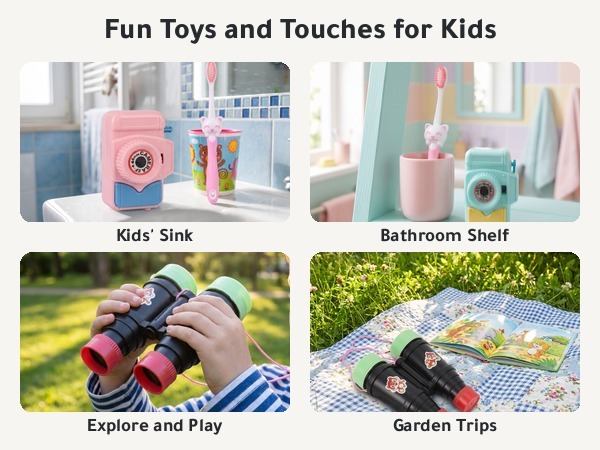 Fun Toys and Touches for Kids
Kids' Sink
Bathroom Shelf
Explore and Play
Garden Trips